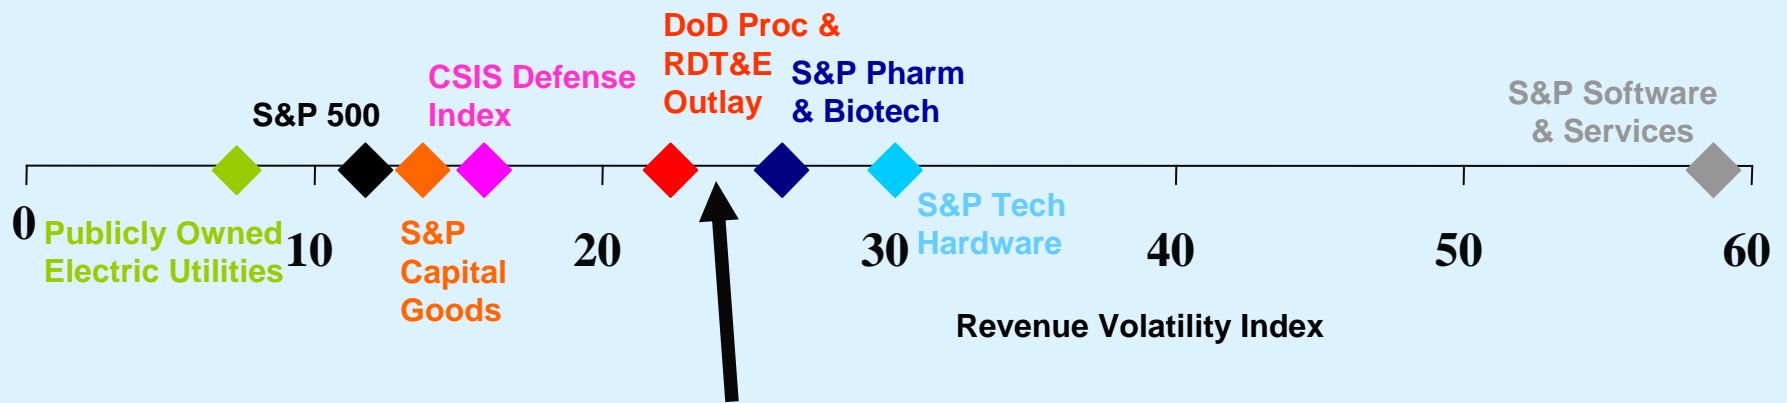 DoD Proc &
RDT&E
Outlay
S&P Pharm
& Biotech
CSIS Defense
Index
S&P 500
S&P Software
& Services
0
10
20
30
40
50
60
Publicly Owned
Electric Utilities
S&P
Capital
Goods
S&P Tech
Hardware
Revenue Volatility Index